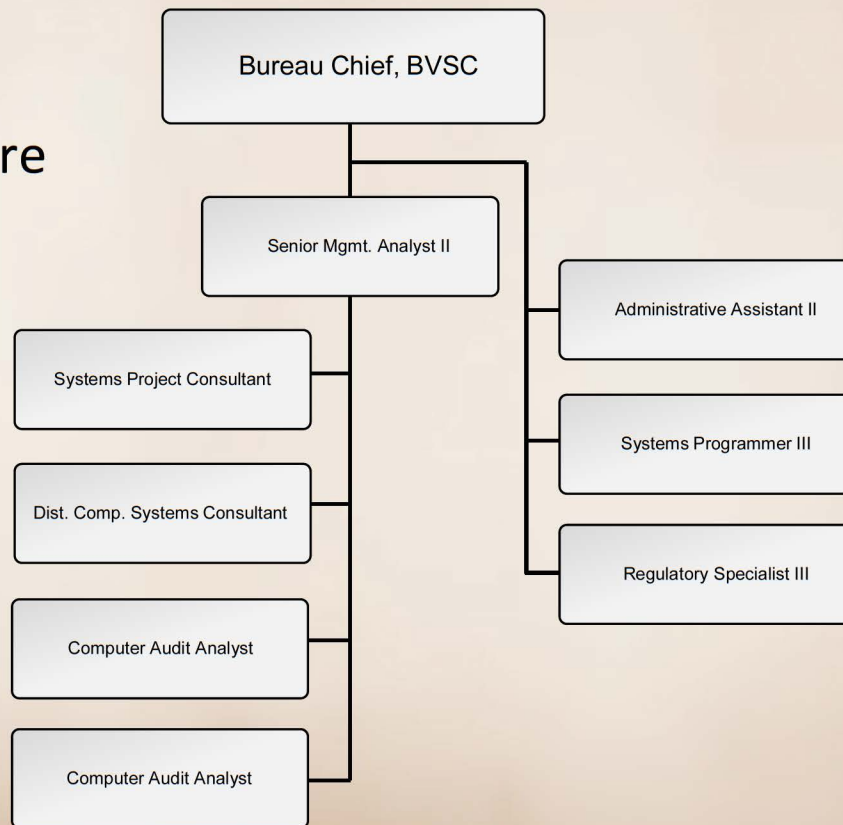 Bureau Chief, BVSC
re
Senior Mgmt. Analyst II
Administrative Assistant II
Systems Project Consultant
Systems Programmer III
Dist. Comp. Systems Consultant
Regulatory Specialist III
Computer Audit Analyst
Computer Audit Analyst